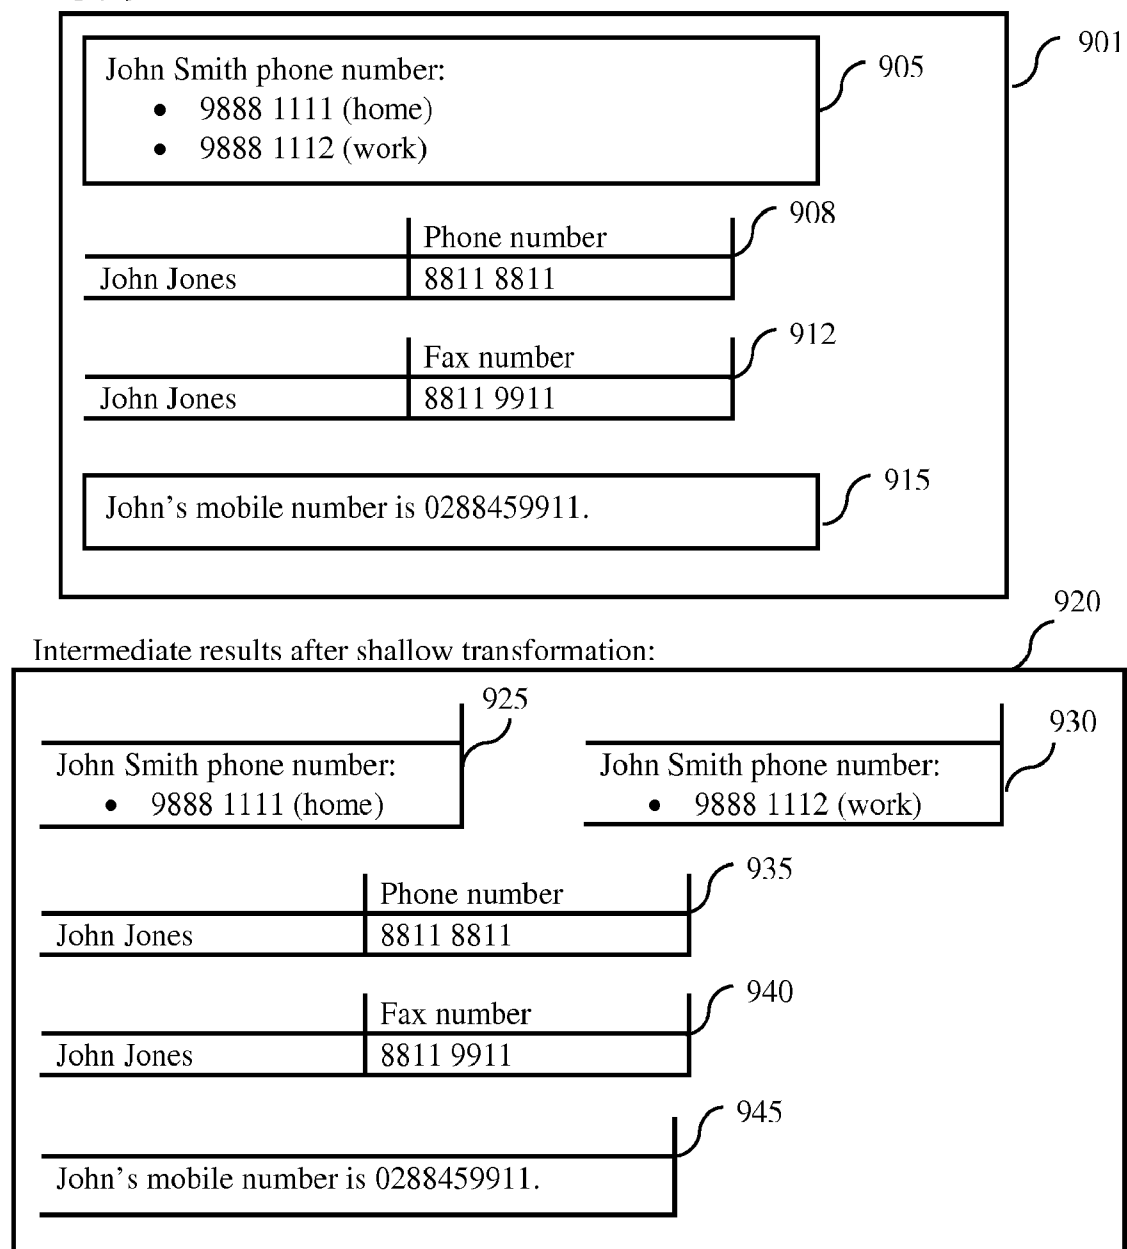 901
John Smith phone number:
905
• 9888 1111 (home)
• 9888 1112 (work)
908
Phone number
John Jones 8811 8811
912
Fax number
John Jones 8811 9911
915
John's mobile number is 0288459911.
920
Intermediate results after shallow transformation:
925
930
John Smith phone number:
• 9888 1111 (home)
John Smith phone number:
• 9888 1112 (work)
935
Phone number
John Jones 8811 8811
940
Fax number
John Jones 8811 9911
945
John's mobile number is 0288459911.